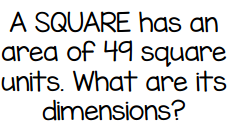 A SQUARE has an
area of 49 square
units. What are its
dimensions?